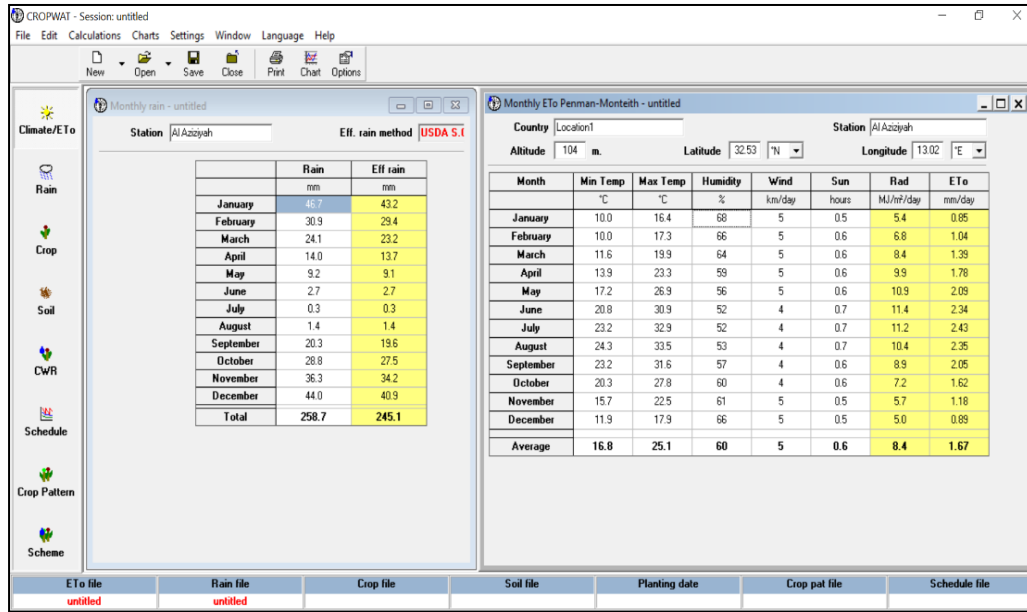 CROPWAT - Session: untitled
File Edit Calculations Charts Settings Window Language Help
New Open Save Close Print Chart Options
Climate/ETo
Rain
Crop
Soil
CWR
Schedule
Crop Pattern
Scheme
Monthly rain - untitled
Station Al Aziziyah Eff. rain method USDA S.(
Rain Eff rain
mm mm
January 46.7 43.2
February 30.9 29.4
March 24.1 23.2
April 14.0 13.7
May 9.2 9.1
June 2.7 2.7
July 0.3 0.3
August 1.4 1.4
September 20.3 19.6
October 28.8 27.5
November 36.3 34.2
December 44.0 40.9
Total 258.7 245.1
Monthly ETo Penman-Monteith - untitled
Country Location1 Station Al Aziziyah
Altitude 104 m. Latitude 32.53 °N Longitude 13.02 °E
Month Min Temp Max Temp Humidity Wind Sun Rad ETo
°C °C % km/day hours MJ/m²/day mm/day
January 10.0 16.4 68 5 0.5 5.4 0.85
February 10.0 17.3 66 5 0.6 6.8 1.04
March 11.6 19.9 64 5 0.6 8.4 1.39
April 13.9 23.3 59 5 0.6 9.9 1.78
May 17.2 26.9 56 5 0.6 10.9 2.09
June 20.8 30.9 52 4 0.7 11.4 2.34
July 23.2 32.9 52 4 0.7 11.2 2.43
August 24.3 33.5 53 4 0.7 10.4 2.35
September 23.2 31.6 57 4 0.6 8.9 2.05
October 20.3 27.8 60 4 0.6 7.2 1.62
November 15.7 22.5 61 5 0.5 5.7 1.18
December 11.9 17.9 66 5 0.5 5.0 0.89
Average 16.8 25.1 60 5 0.6 8.4 1.67
ETo file Rain file Crop file Soil file Planting date Crop pat file Schedule file
untitled untitled